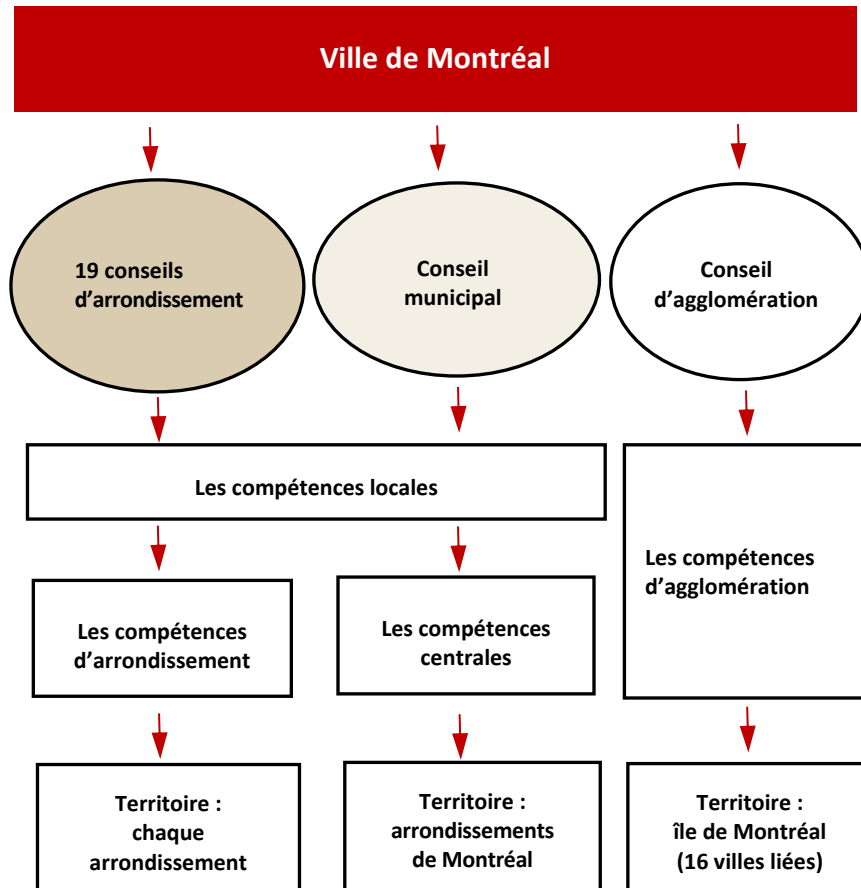 Ville de Montréal
19 conseils
d’arrondissement
Conseil
municipal
Conseil
d’agglomération
Les compétences locales
Les compétences
d’agglomération
Les compétences
d’arrondissement
Les compétences
centrales
Territoire :
chaque
arrondissement
Territoire :
arrondissements
de Montréal
Territoire :
île de Montréal
(16 villes liées)